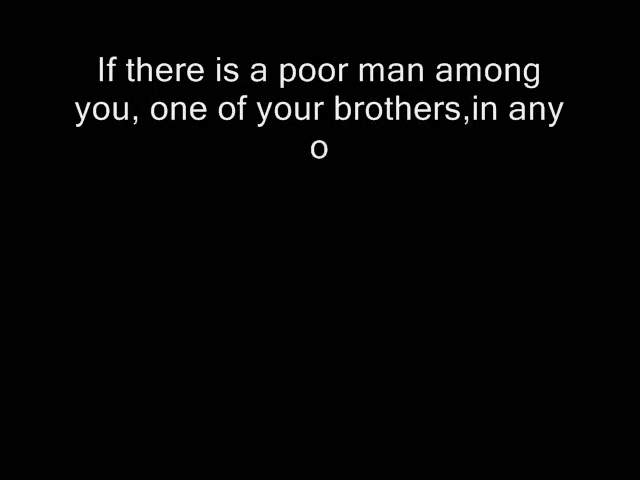 If there is a poor man among
you, one of your brothers,in any
o